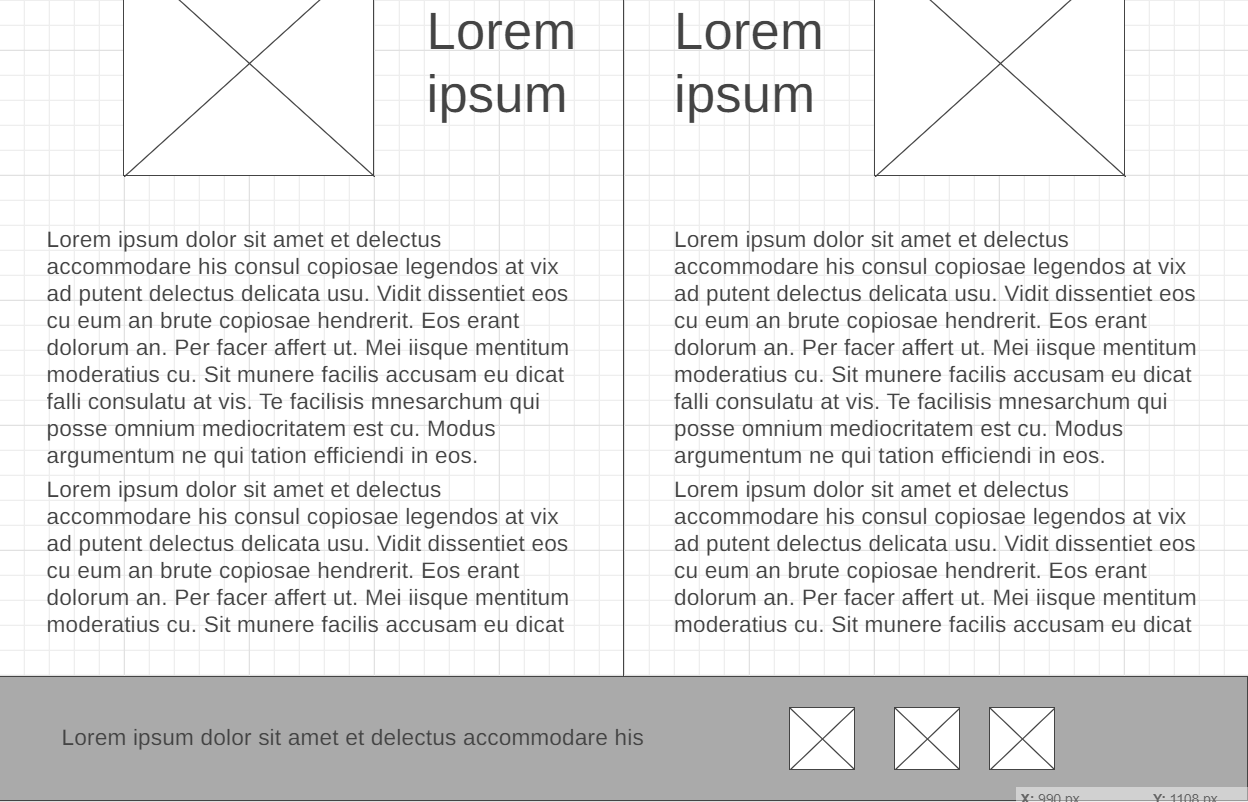 Lorem
ipsum
Lorem ipsum dolor sit amet et delectus
accommodare his consul copiosae legendos at vix
ad putent delectus delicata usu. Vidit dissentiet eos
cu eum an brute copiosae hendrerit. Eos erant
dolorum an. Per facer affert ut. Mei iisque mentitum
moderatius cu. Sit munere facilis accusam eu dicat
falli consulatu at vis. Te facilisis mnesarchum qui
posse omnium mediocritatem est cu. Modus
argumentum ne qui tation efficiendi in eos.
Lorem ipsum dolor sit amet et delectus
accommodare his consul copiosae legendos at vix
ad putent delectus delicata usu. Vidit dissentiet eos
cu eum an brute copiosae hendrerit. Eos erant
dolorum an. Per facer affert ut. Mei iisque mentitum
moderatius cu. Sit munere facilis accusam eu dicat
Lorem
ipsum
Lorem ipsum dolor sit amet et delectus
accommodare his consul copiosae legendos at vix
ad putent delectus delicata usu. Vidit dissentiet eos
cu eum an brute copiosae hendrerit. Eos erant
dolorum an. Per facer affert ut. Mei iisque mentitum
moderatius cu. Sit munere facilis accusam eu dicat
falli consulatu at vis. Te facilisis mnesarchum qui
posse omnium mediocritatem est cu. Modus
argumentum ne qui tation efficiendi in eos.
Lorem ipsum dolor sit amet et delectus
accommodare his consul copiosae legendos at vix
ad putent delectus delicata usu. Vidit dissentiet eos
cu eum an brute copiosae hendrerit. Eos erant
dolorum an. Per facer affert ut. Mei iisque mentitum
moderatius cu. Sit munere facilis accusam eu dicat
Lorem ipsum dolor sit amet et delectus accommodare his
X: 990 px Y: 1108 px